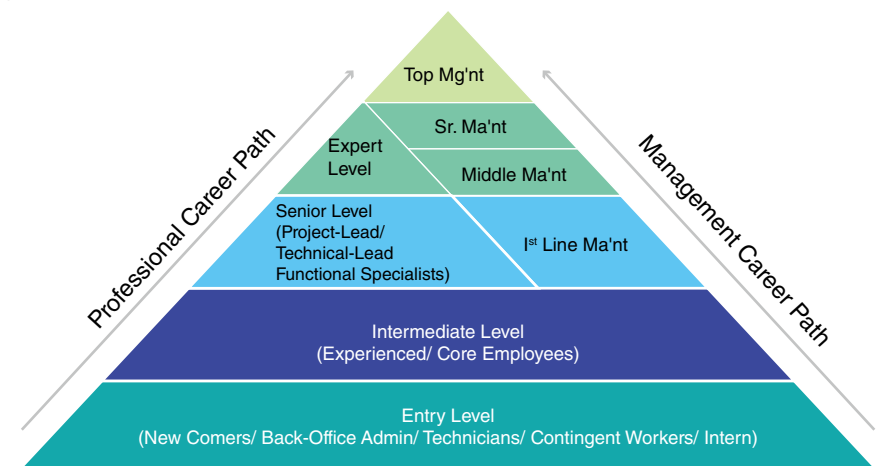 Top Mg'nt
Expert
Level
Sr. Ma'nt
Middle Ma'nt
Senior Level
(Project-Lead/
Technical-Lead
Functional Specialists)
Ist Line Ma'nt
Intermediate Level
(Experienced/ Core Employees)
Entry Level
(New Comers/ Back-Office Admin/ Technicians/ Contingent Workers/ Intern)
Professional Career Path
Management Career Path